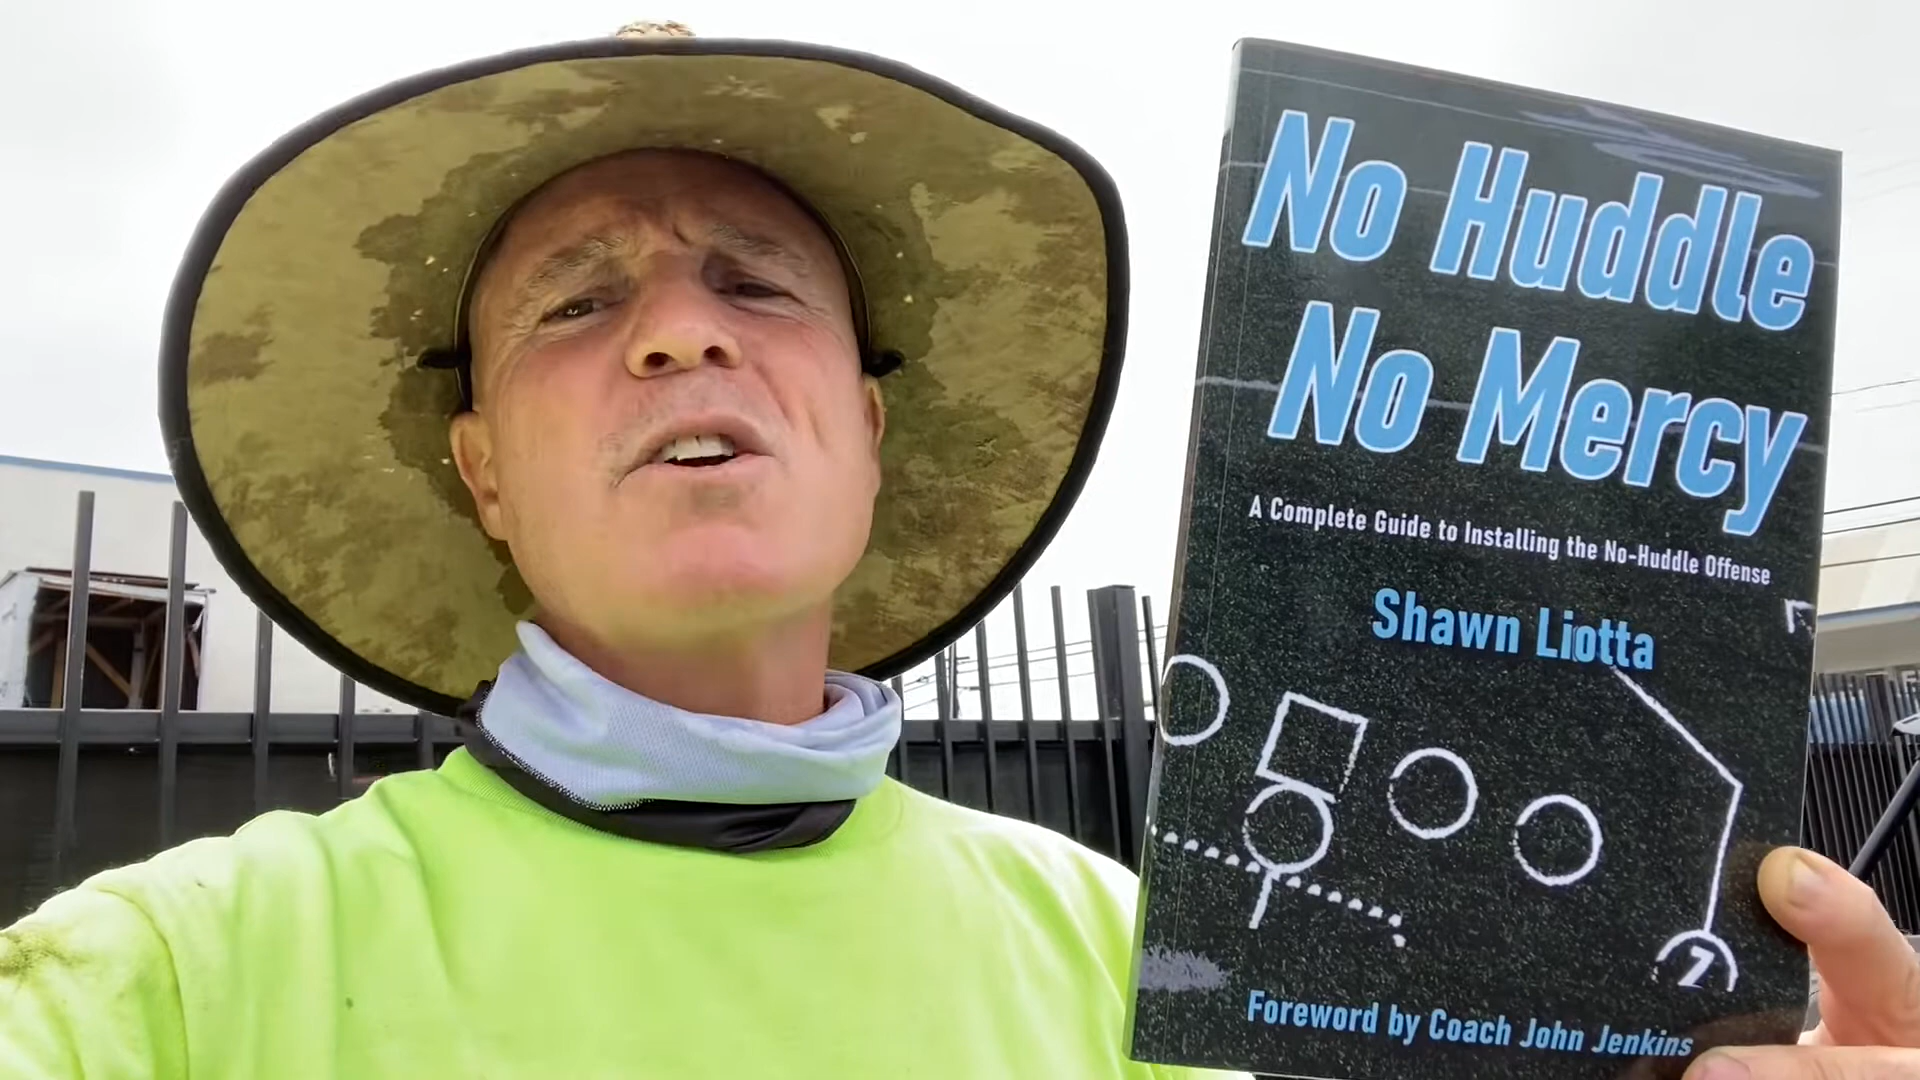 No Huddle
No Mercy
A Complete Guide to Installing the No-Huddle Offense
Shawn Liotta
Z
Foreword by Coach John Jenkins